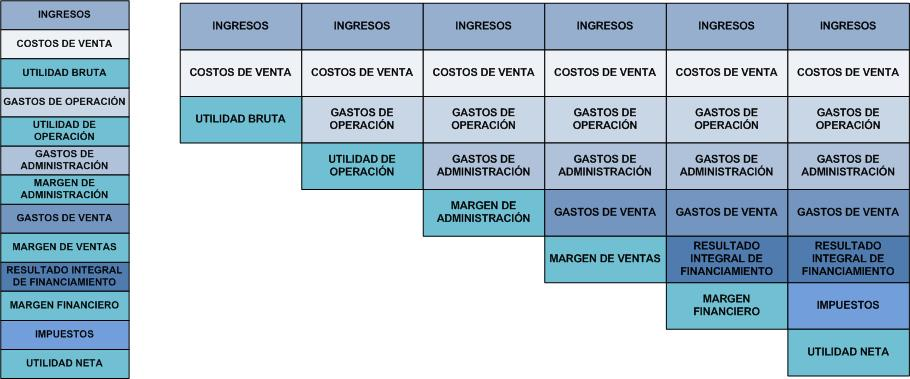 INGRESOS
COSTOS DE VENTA
UTILIDAD BRUTA
GASTOS DE OPERACIÓN
UTILIDAD DE
OPERACIÓN
GASTOS DE
ADMINISTRACIÓN
MARGEN DE
ADMINISTRACIÓN
GASTOS DE VENTA
MARGEN DE VENTAS
RESULTADO INTEGRAL
DE FINANCIAMIENTO
MARGEN FINANCIERO
IMPUESTOS
UTILIDAD NETA
INGRESOS INGRESOS INGRESOS INGRESOS INGRESOS INGRESOS
COSTOS DE VENTA COSTOS DE VENTA COSTOS DE VENTA COSTOS DE VENTA COSTOS DE VENTA COSTOS DE VENTA
UTILIDAD BRUTA
GASTOS DE
OPERACIÓN
GASTOS DE
OPERACIÓN
GASTOS DE
OPERACIÓN
GASTOS DE
OPERACIÓN
GASTOS DE
OPERACIÓN
UTILIDAD DE
OPERACIÓN
GASTOS DE
ADMINISTRACIÓN
GASTOS DE
ADMINISTRACIÓN
GASTOS DE
ADMINISTRACIÓN
GASTOS DE
ADMINISTRACIÓN
MARGEN DE
ADMINISTRACIÓN
GASTOS DE VENTA GASTOS DE VENTA GASTOS DE VENTA
MARGEN DE VENTAS
RESULTADO
INTEGRAL DE
FINANCIAMIENTO
RESULTADO
INTEGRAL DE
FINANCIAMIENTO
MARGEN
FINANCIERO
IMPUESTOS
UTILIDAD NETA